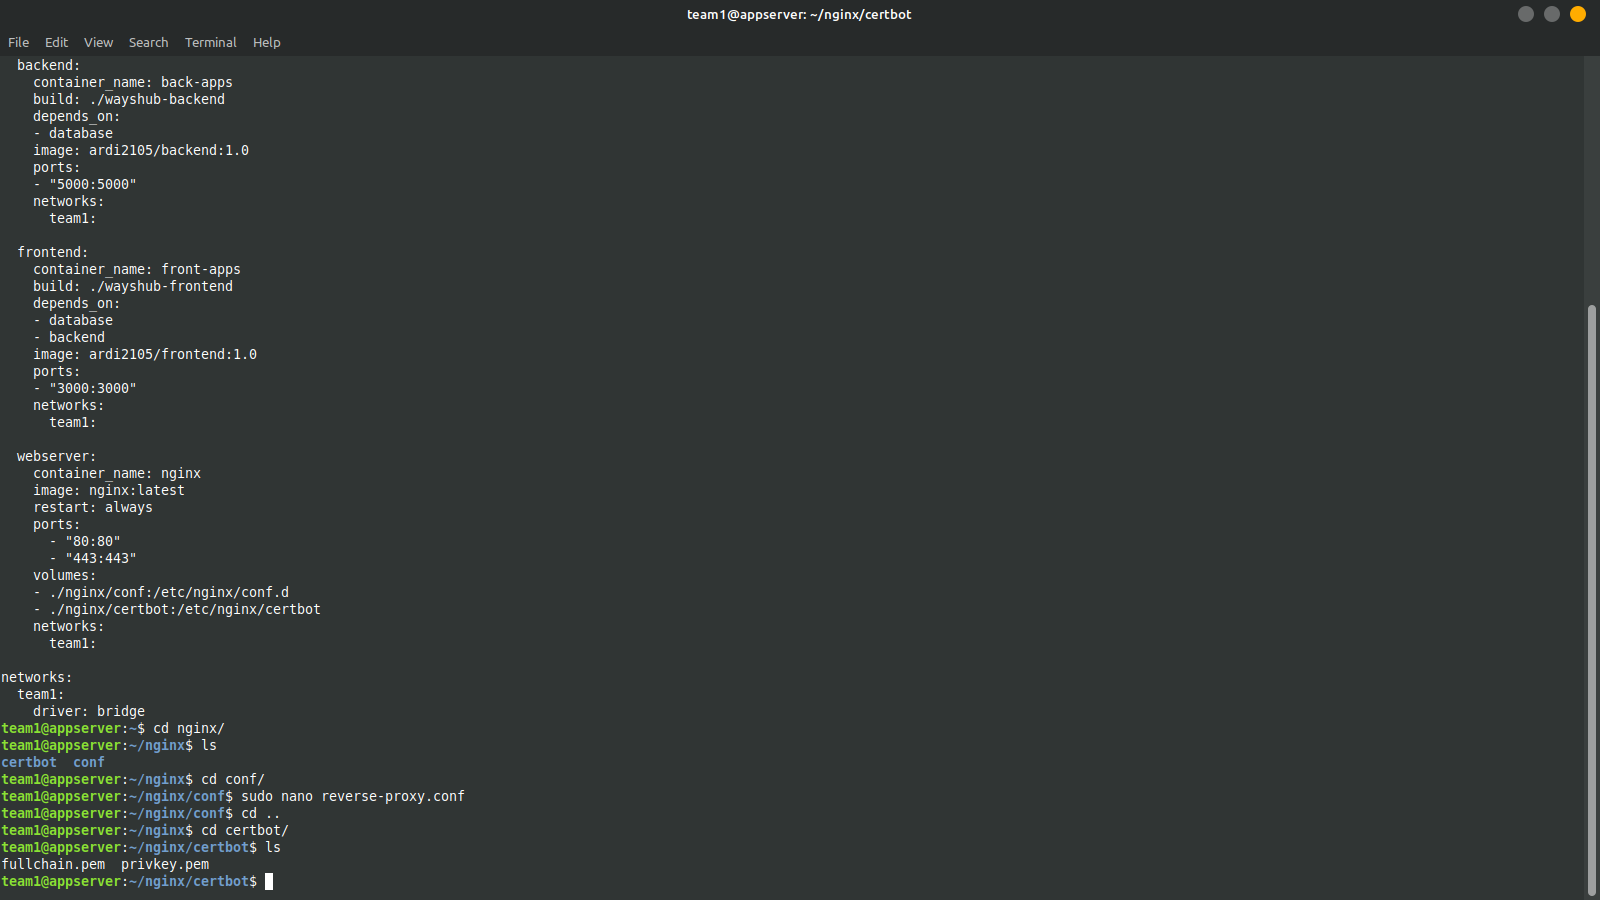 team1@appserver: ~/nginx/certbot
File Edit View Search Terminal Help
  backend:
    container_name: back-apps
    build: ./wayshub-backend
    depends_on:
    - database
    image: ardi2105/backend:1.0
    ports:
    - "5000:5000"
    networks:
      team1:

  frontend:
    container_name: front-apps
    build: ./wayshub-frontend
    depends_on:
    - database
    - backend
    image: ardi2105/frontend:1.0
    ports:
    - "3000:3000"
    networks:
      team1:

  webserver:
    container_name: nginx
    image: nginx:latest
    restart: always
    ports:
      - "80:80"
      - "443:443"
    volumes:
    - ./nginx/conf:/etc/nginx/conf.d
    - ./nginx/certbot:/etc/nginx/certbot
    networks:
      team1:

networks:
  team1:
    driver: bridge
team1@appserver:~$ cd nginx/
team1@appserver:~/nginx$ ls
certbot  conf
team1@appserver:~/nginx$ cd conf/
team1@appserver:~/nginx/conf$ sudo nano reverse-proxy.conf
team1@appserver:~/nginx/conf$ cd ..
team1@appserver:~/nginx$ cd certbot/
team1@appserver:~/nginx/certbot$ ls
fullchain.pem  privkey.pem
team1@appserver:~/nginx/certbot$